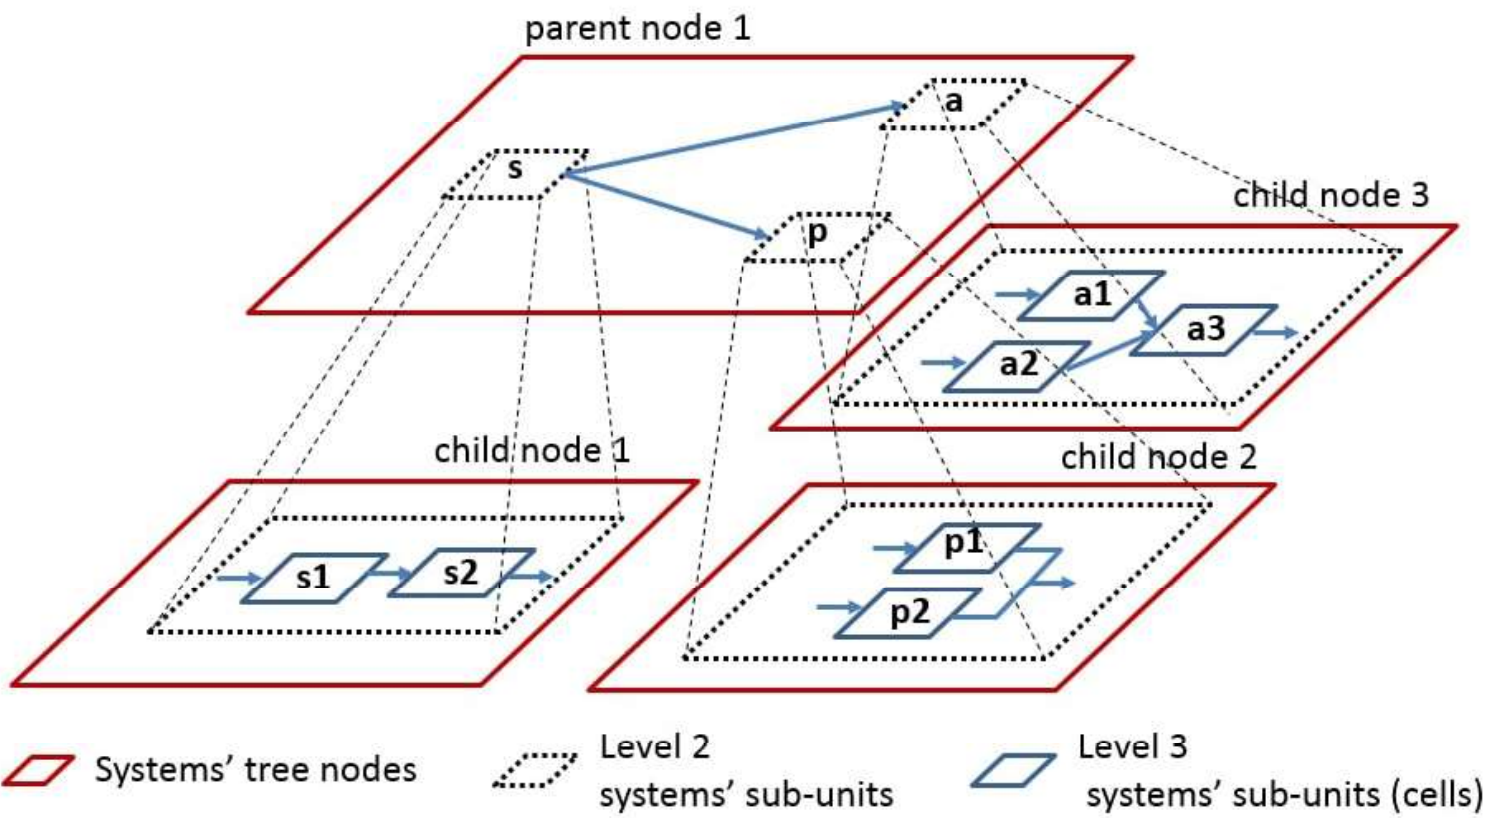 parent node 1
a
s
p
child node 3
a1
a3
a2
child node 1
child node 2
s1
s2
p1
p2
Systems’ tree nodes
Level 2
systems’ sub-units
Level 3
systems’ sub-units (cells)